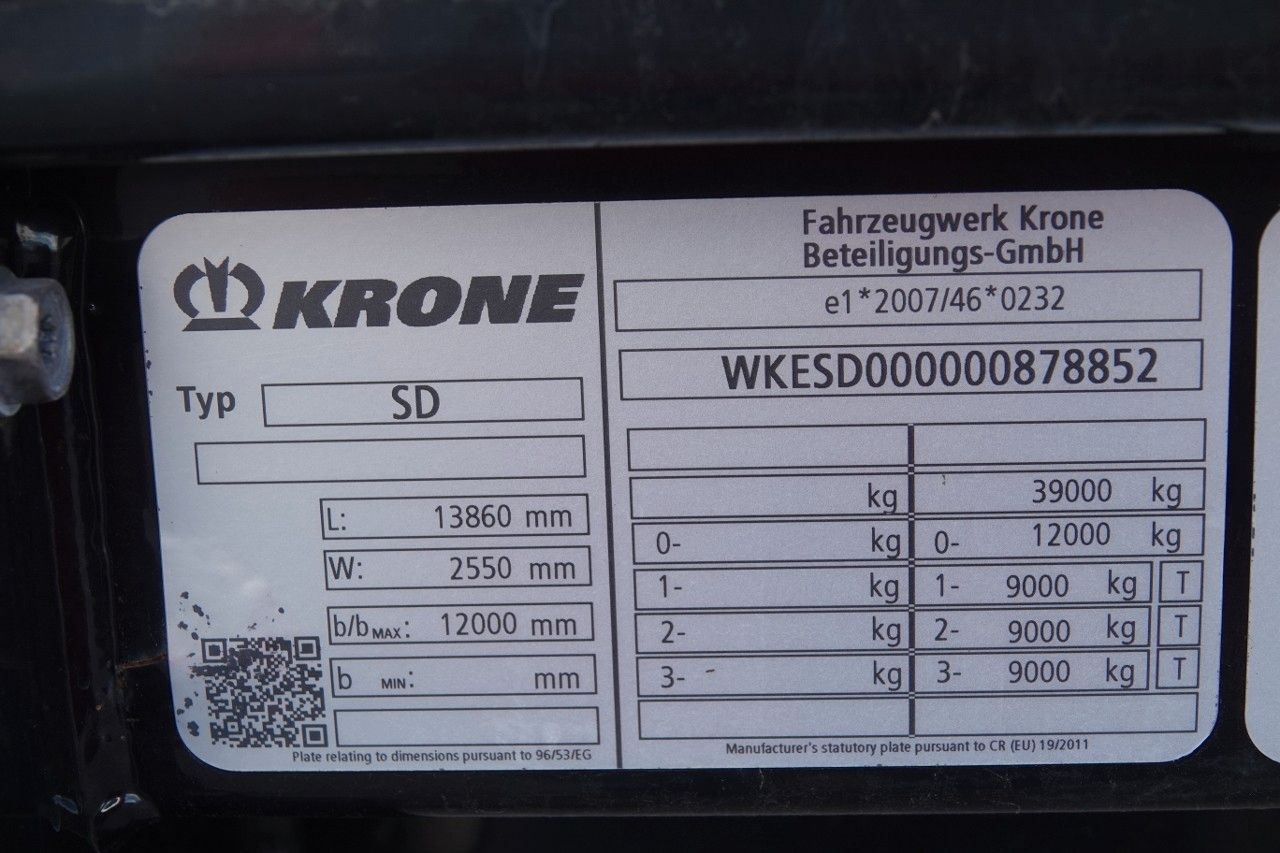 KRONE
Typ SD
L: 13860 mm
W: 2550 mm
b/b MAX: 12000 mm
b MIN: mm
Plate relating to dimensions pursuant to 96/53/EG
Fahrzeugwerk Krone
Beteiligungs-GmbH
e1*2007/46*0232
WKESD000000878852
kg 39000 kg
0- kg 0- 12000 kg
1- kg 1- 9000 kg T
2- kg 2- 9000 kg T
3- kg 3- 9000 kg T
Manufacturer's statutory plate pursuant to CR (EU) 19/2011